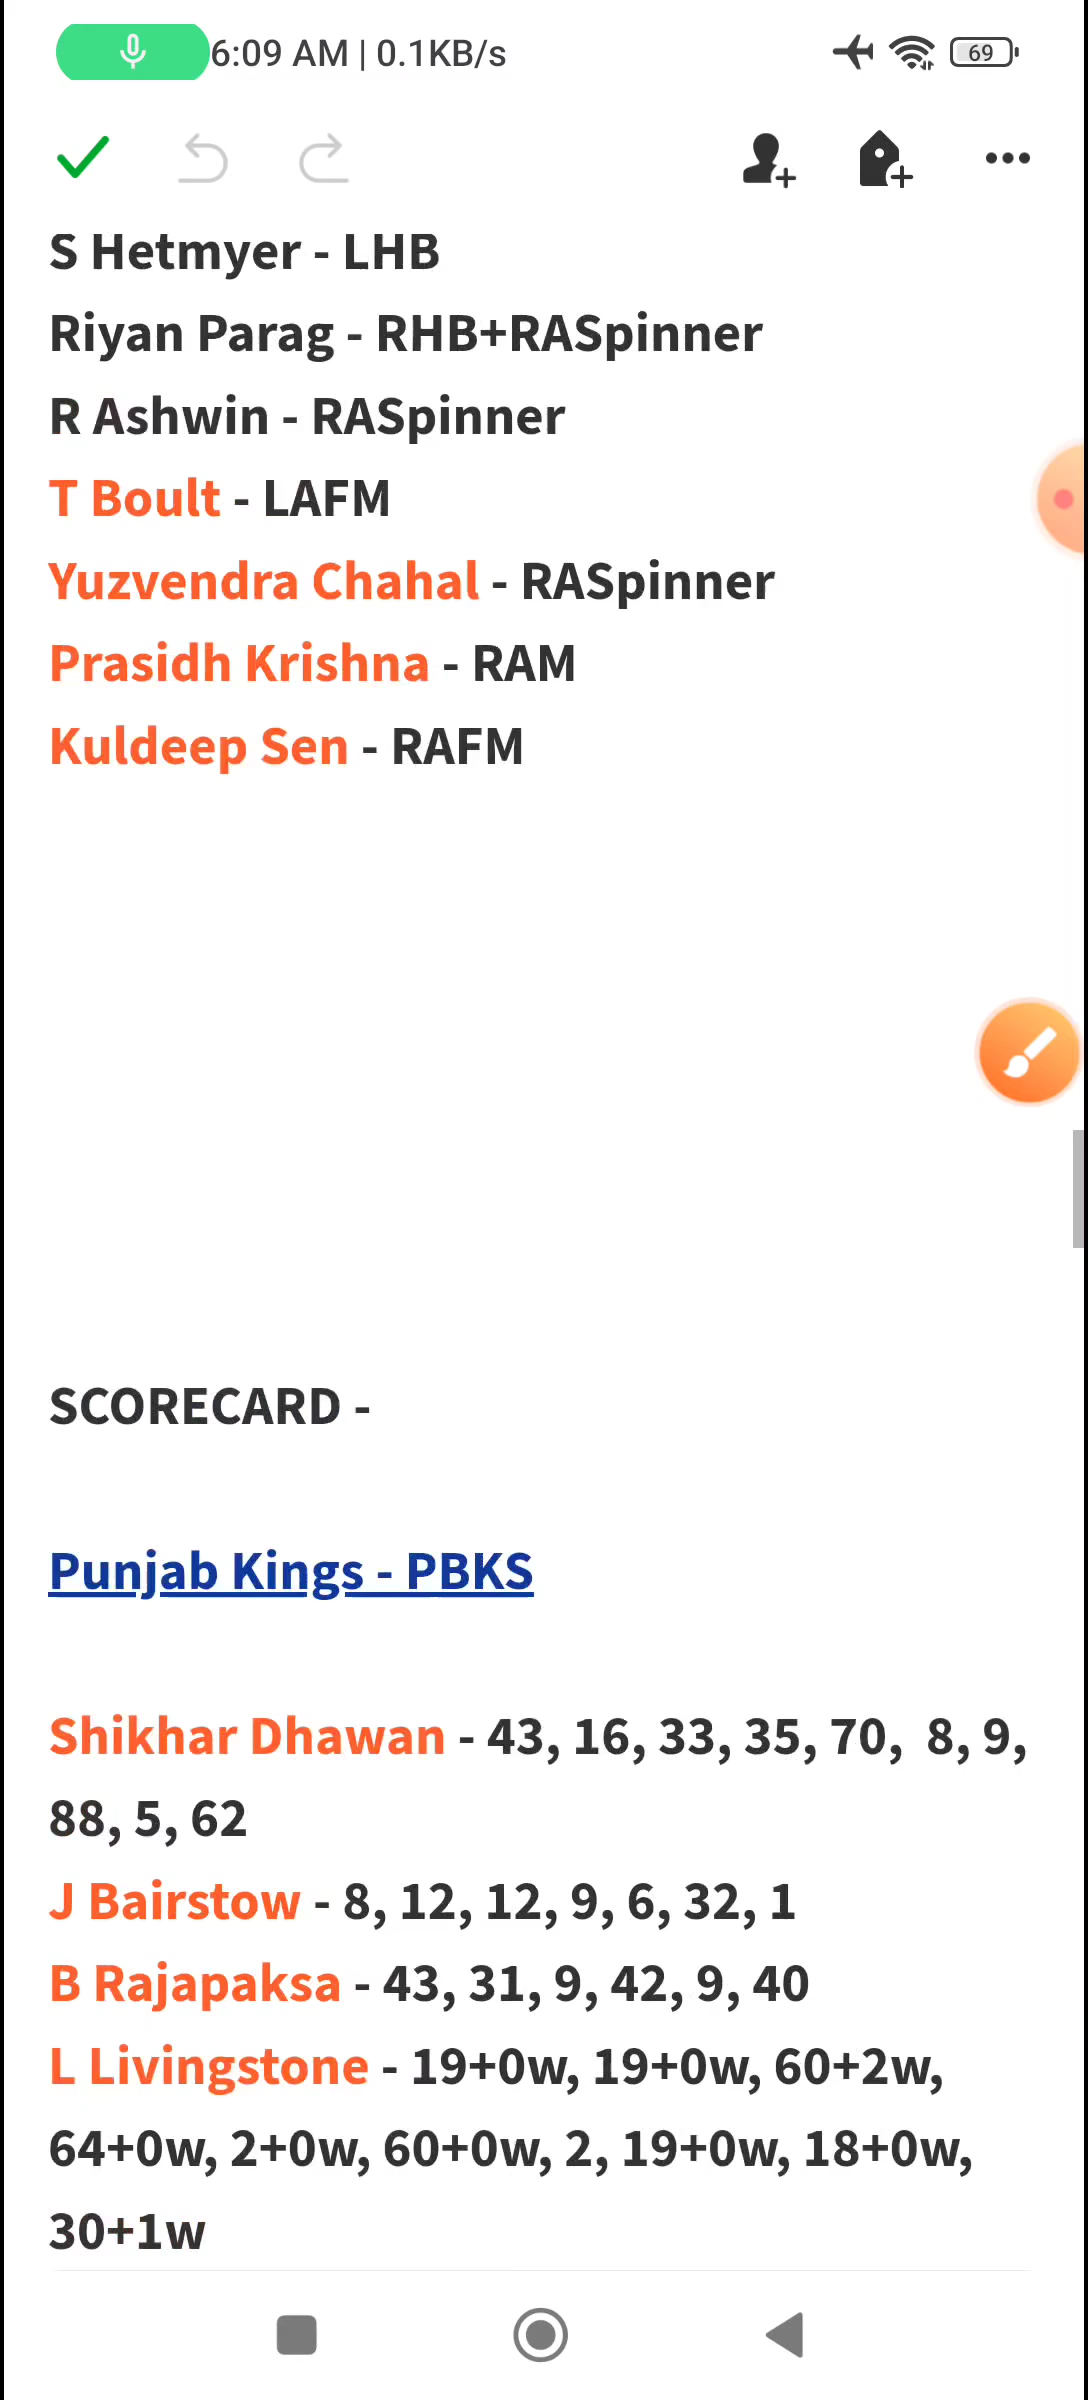 6:09 AM | 0.1KB/s
69
S Hetmyer - LHB
Riyan Parag - RHB+RASpinner
R Ashwin - RASpinner
T Boult - LAFM
Yuzvendra Chahal - RASpinner
Prasidh Krishna - RAM
Kuldeep Sen - RAFM
SCORECARD -
Punjab Kings - PBKS
Shikhar Dhawan - 43, 16, 33, 35, 70,  8, 9,
88, 5, 62
J Bairstow - 8, 12, 12, 9, 6, 32, 1
B Rajapaksa - 43, 31, 9, 42, 9, 40
L Livingstone - 19+0w, 19+0w, 60+2w,
64+0w, 2+0w, 60+0w, 2, 19+0w, 18+0w,
30+1w